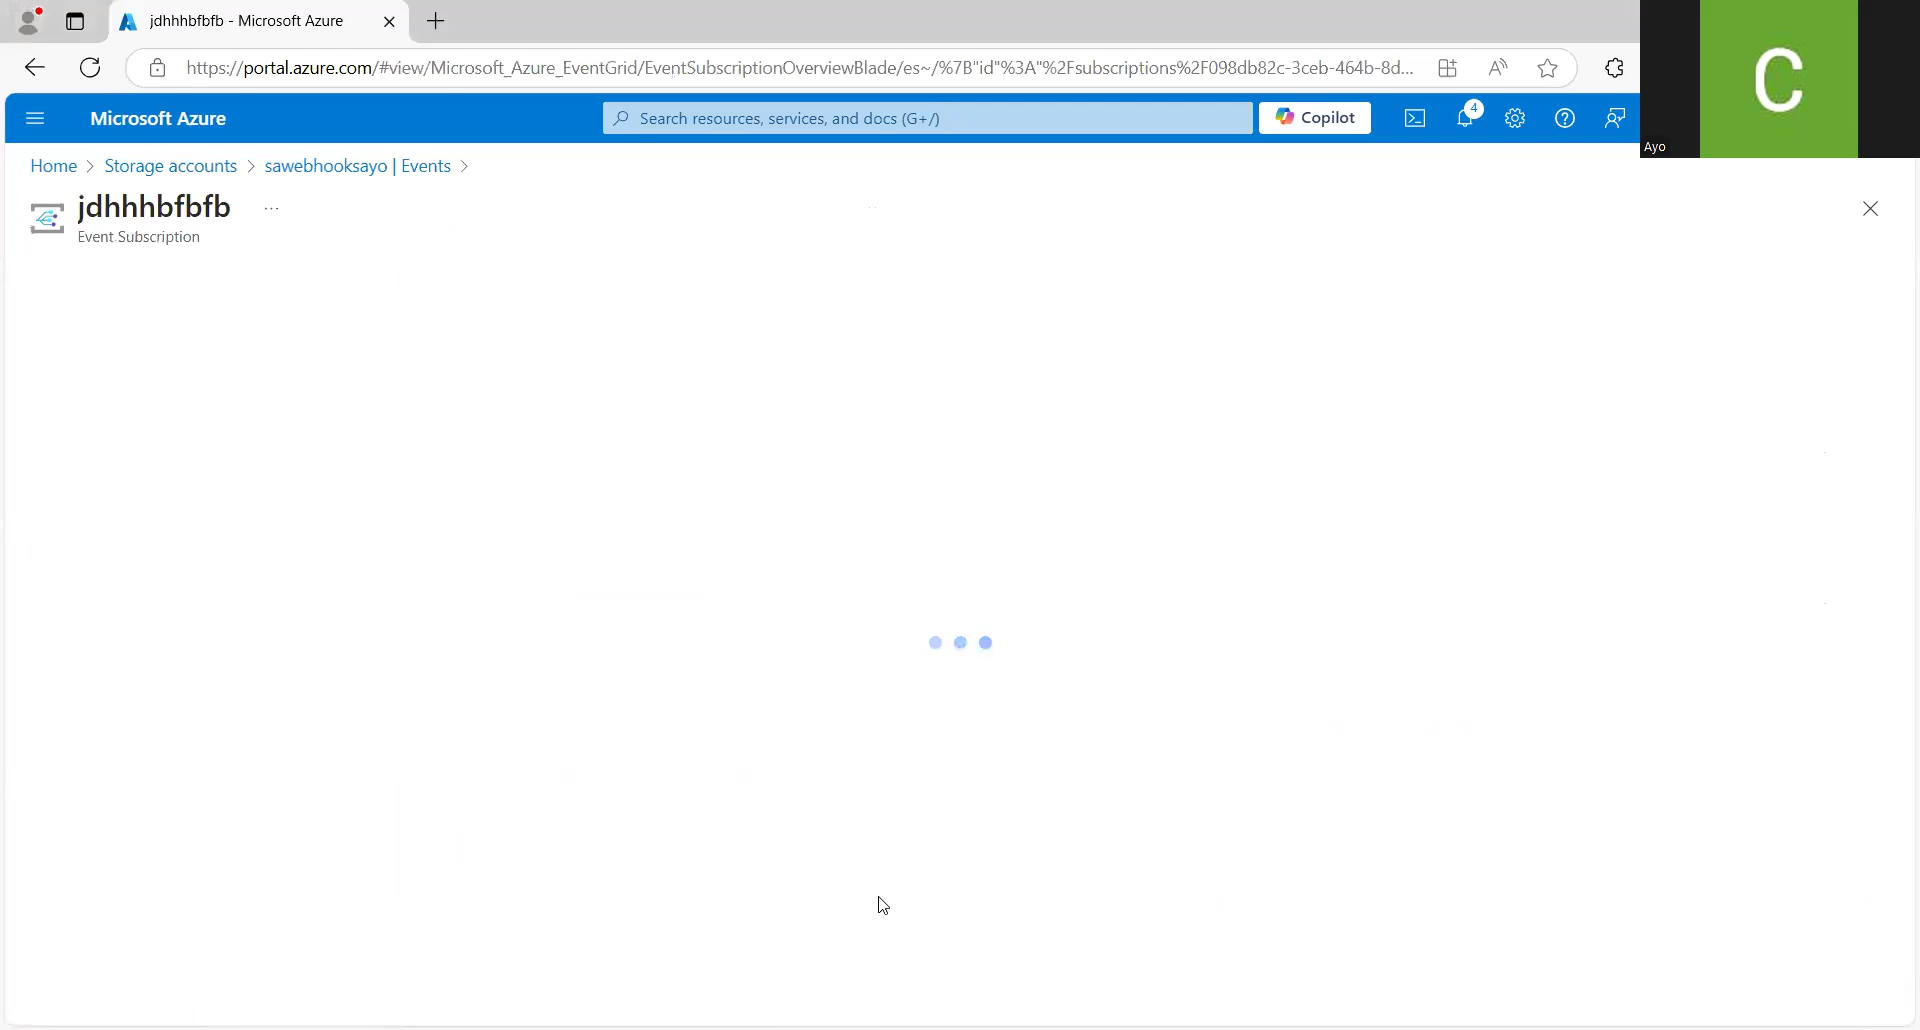 jdhhhbfbfb - Microsoft Azure
https://portal.azure.com/#view/Microsoft_Azure_EventGrid/EventSubscriptionOverviewBlade/es~/%7B"id"%3A"%2Fsubscriptions%2F098db82c-3ceb-464b-8d...
Microsoft Azure
Search resources, services, and docs (G+/)
Copilot
4
C
Ayo
Home > Storage accounts > sawebhooksayo | Events >
jdhhhbfbfb
...
Event Subscription